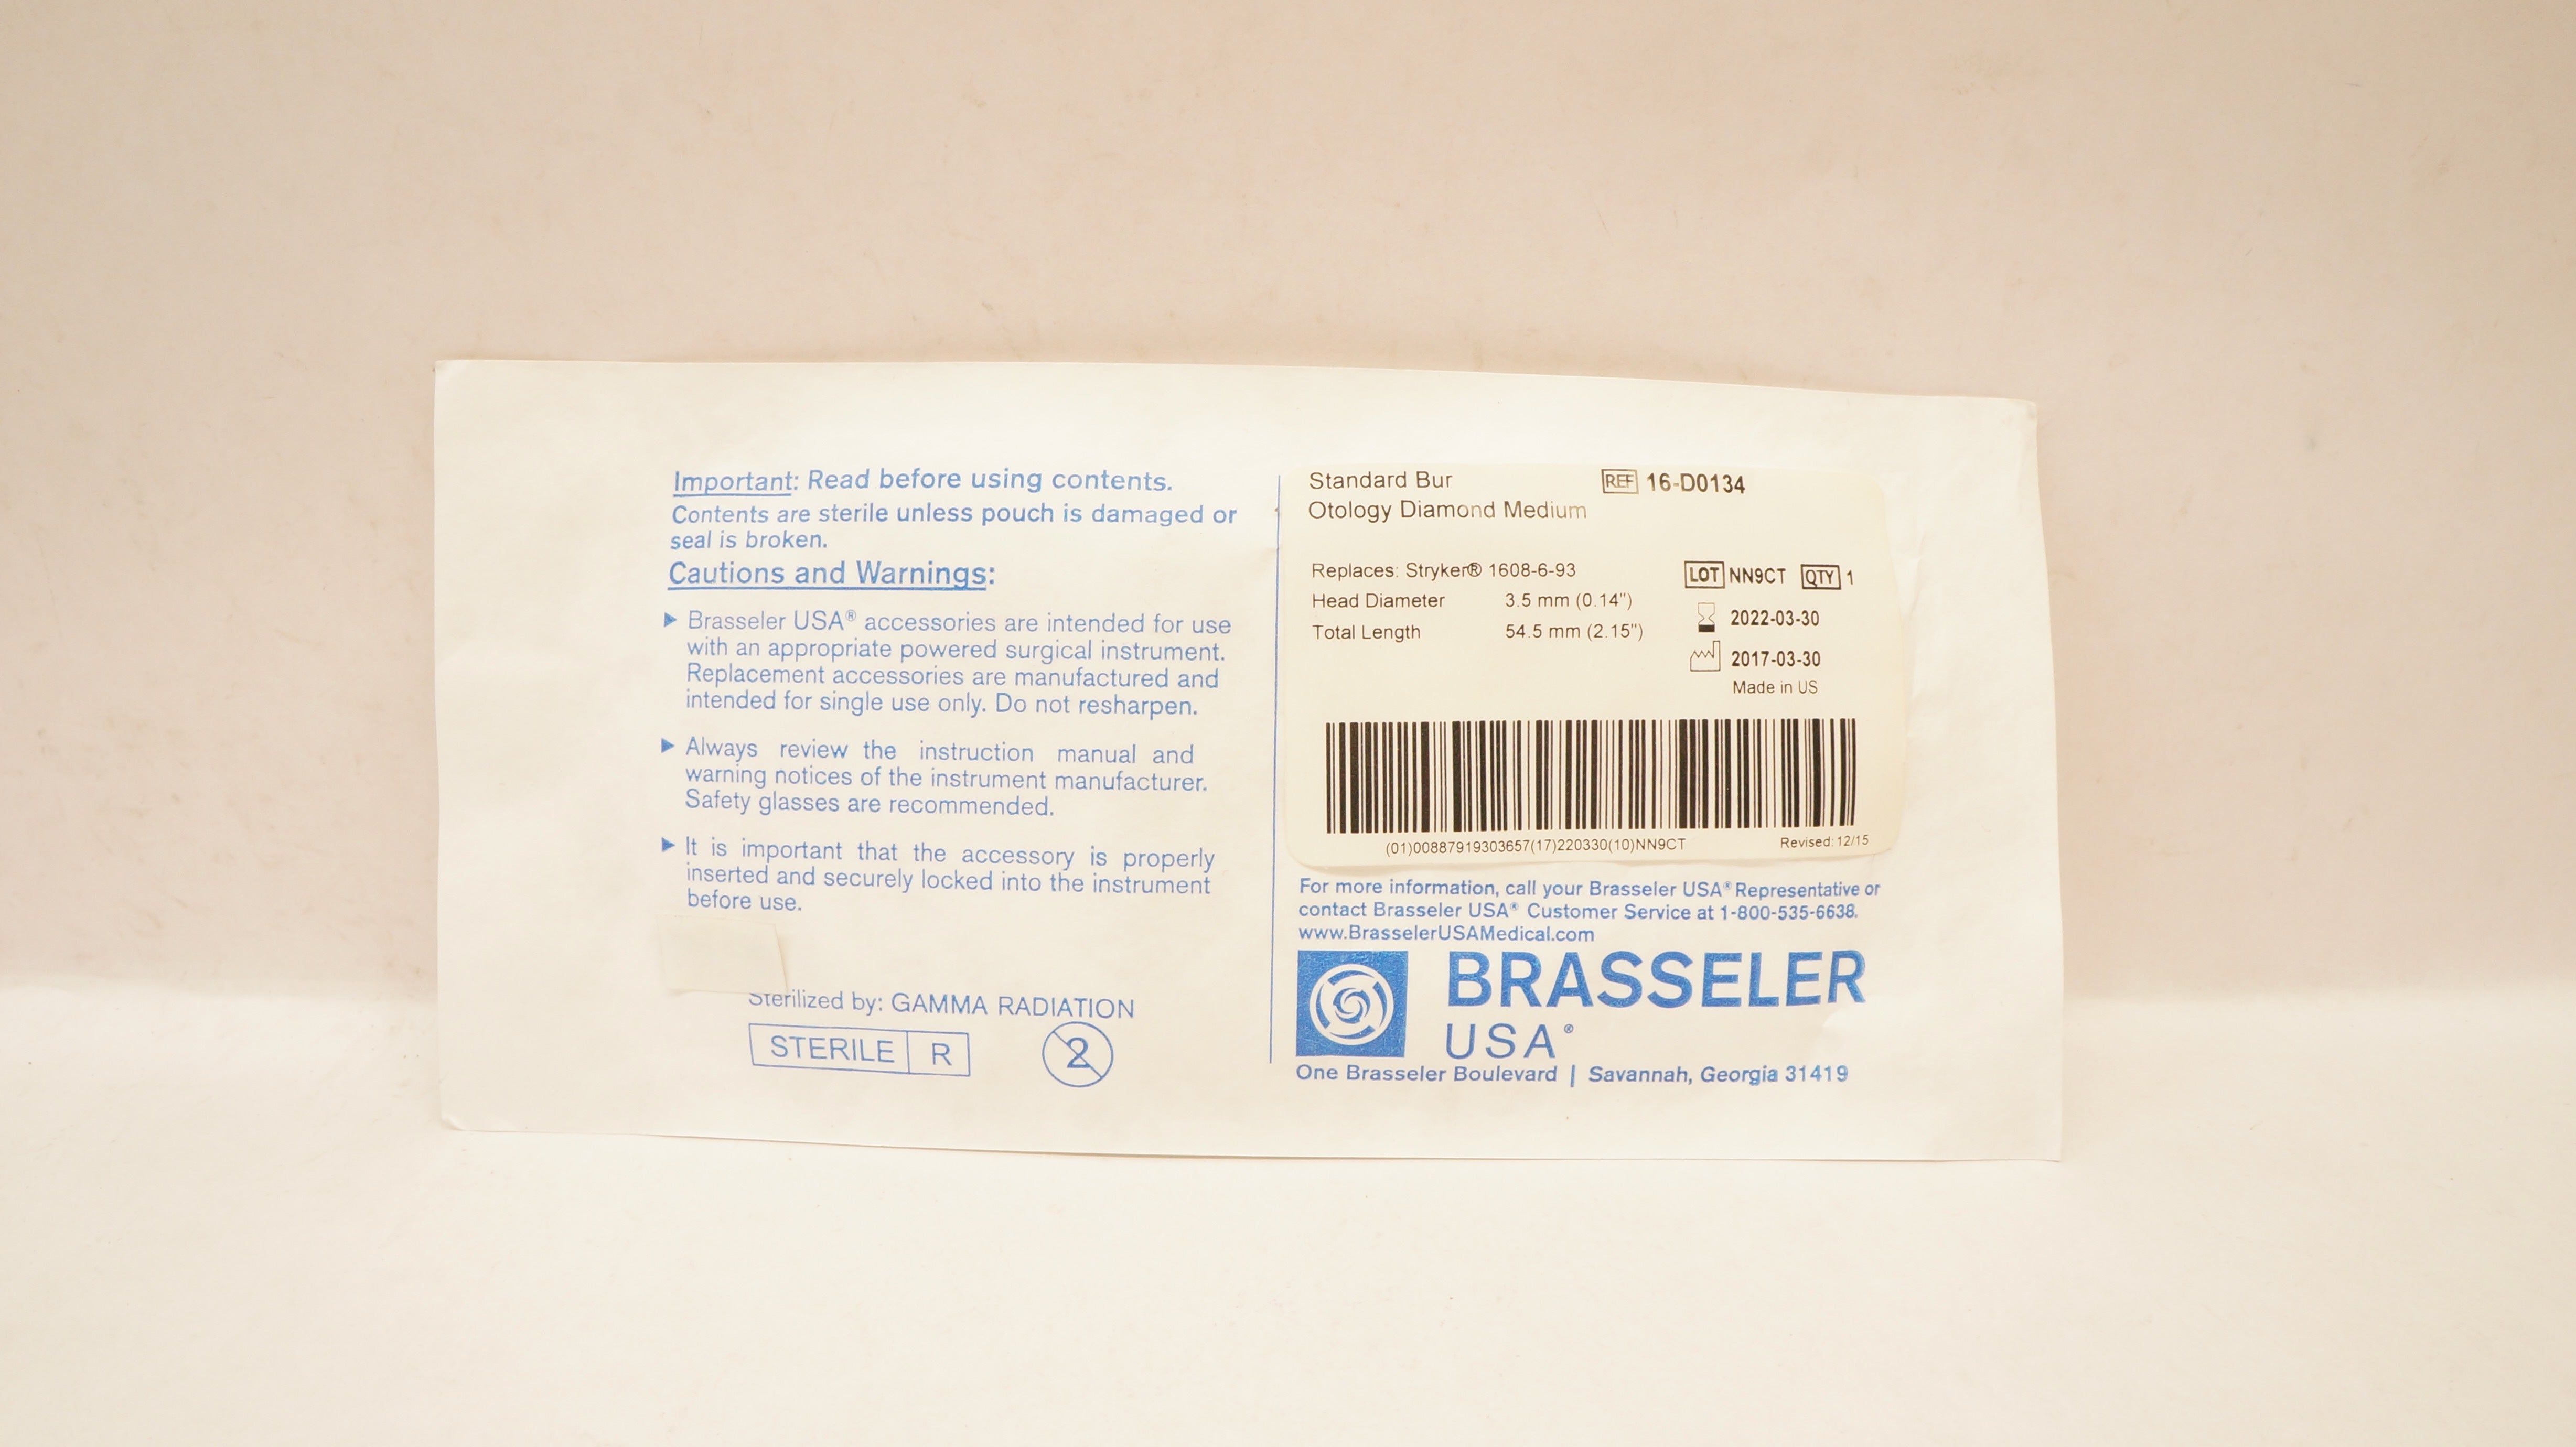 Important: Read before using contents.
Contents are sterile unless pouch is damaged or
seal is broken.
Cautions and Warnings:
Brasseler USA® accessories are intended for use
with an appropriate powered surgical instrument.
Replacement accessories are manufactured and
intended for single use only. Do not resharpen.
Always review the instruction manual and
warning notices of the instrument manufacturer.
Safety glasses are recommended.
It is important that the accessory is properly
inserted and securely locked into the instrument
before use.
Sterilized by: GAMMA RADIATION
STERILE R 2
Standard Bur REF 16-D0134
Otology Diamond Medium
Replaces: Stryker® 1608-6-93 LOT NN9CT QTY 1
Head Diameter 3.5 mm (0.14") 2022-03-30
Total Length 54.5 mm (2.15") 2017-03-30
Made in US
(01)00887919303657(17)220330(10)NN9CT Revised: 12/15
For more information, call your Brasseler USA® Representative or
contact Brasseler USA® Customer Service at 1-800-535-6638.
www.BrasselerUSAMedical.com
BRASSELER
USA®
One Brasseler Boulevard | Savannah, Georgia 31419